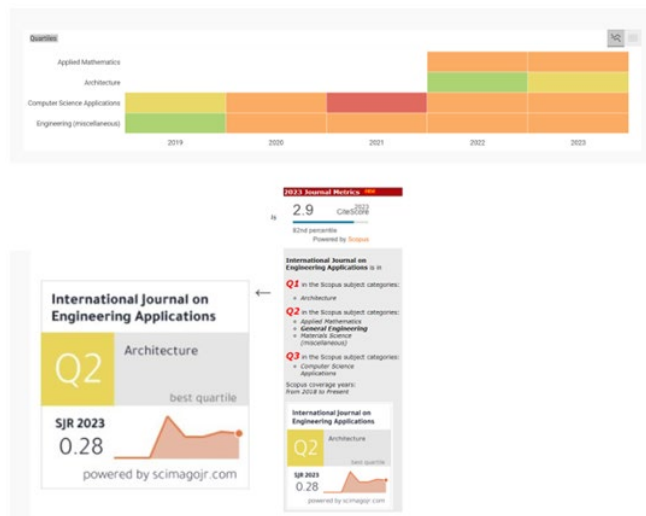 Quartiles
Applied Mathematics
Architecture
Computer Science Applications
Engineering (miscellaneous)
2019 2020 2021 2022 2023
2023 Journal Metrics
is
2.9 CiteScore 2023
62nd percentile
Powered by Scopus
International Journal on
Engineering Applications is in
Q1 in the Scopus subject categories:
Architecture
Q2 in the Scopus subject categories:
Applied Mathematics
General Engineering
Materials Science
(miscellaneous)
Q3 in the Scopus subject categories:
Computer Science
Applications
Scopus coverage years:
from 2018 to Present
International Journal on
Engineering Applications
Q2
Architecture
best quartile
SJR 2023
0.28
powered by scimagojr.com
International Journal on
Engineering Applications
Q2
Architecture
best quartile
SJR 2023
0.28
powered by scimagojr.com